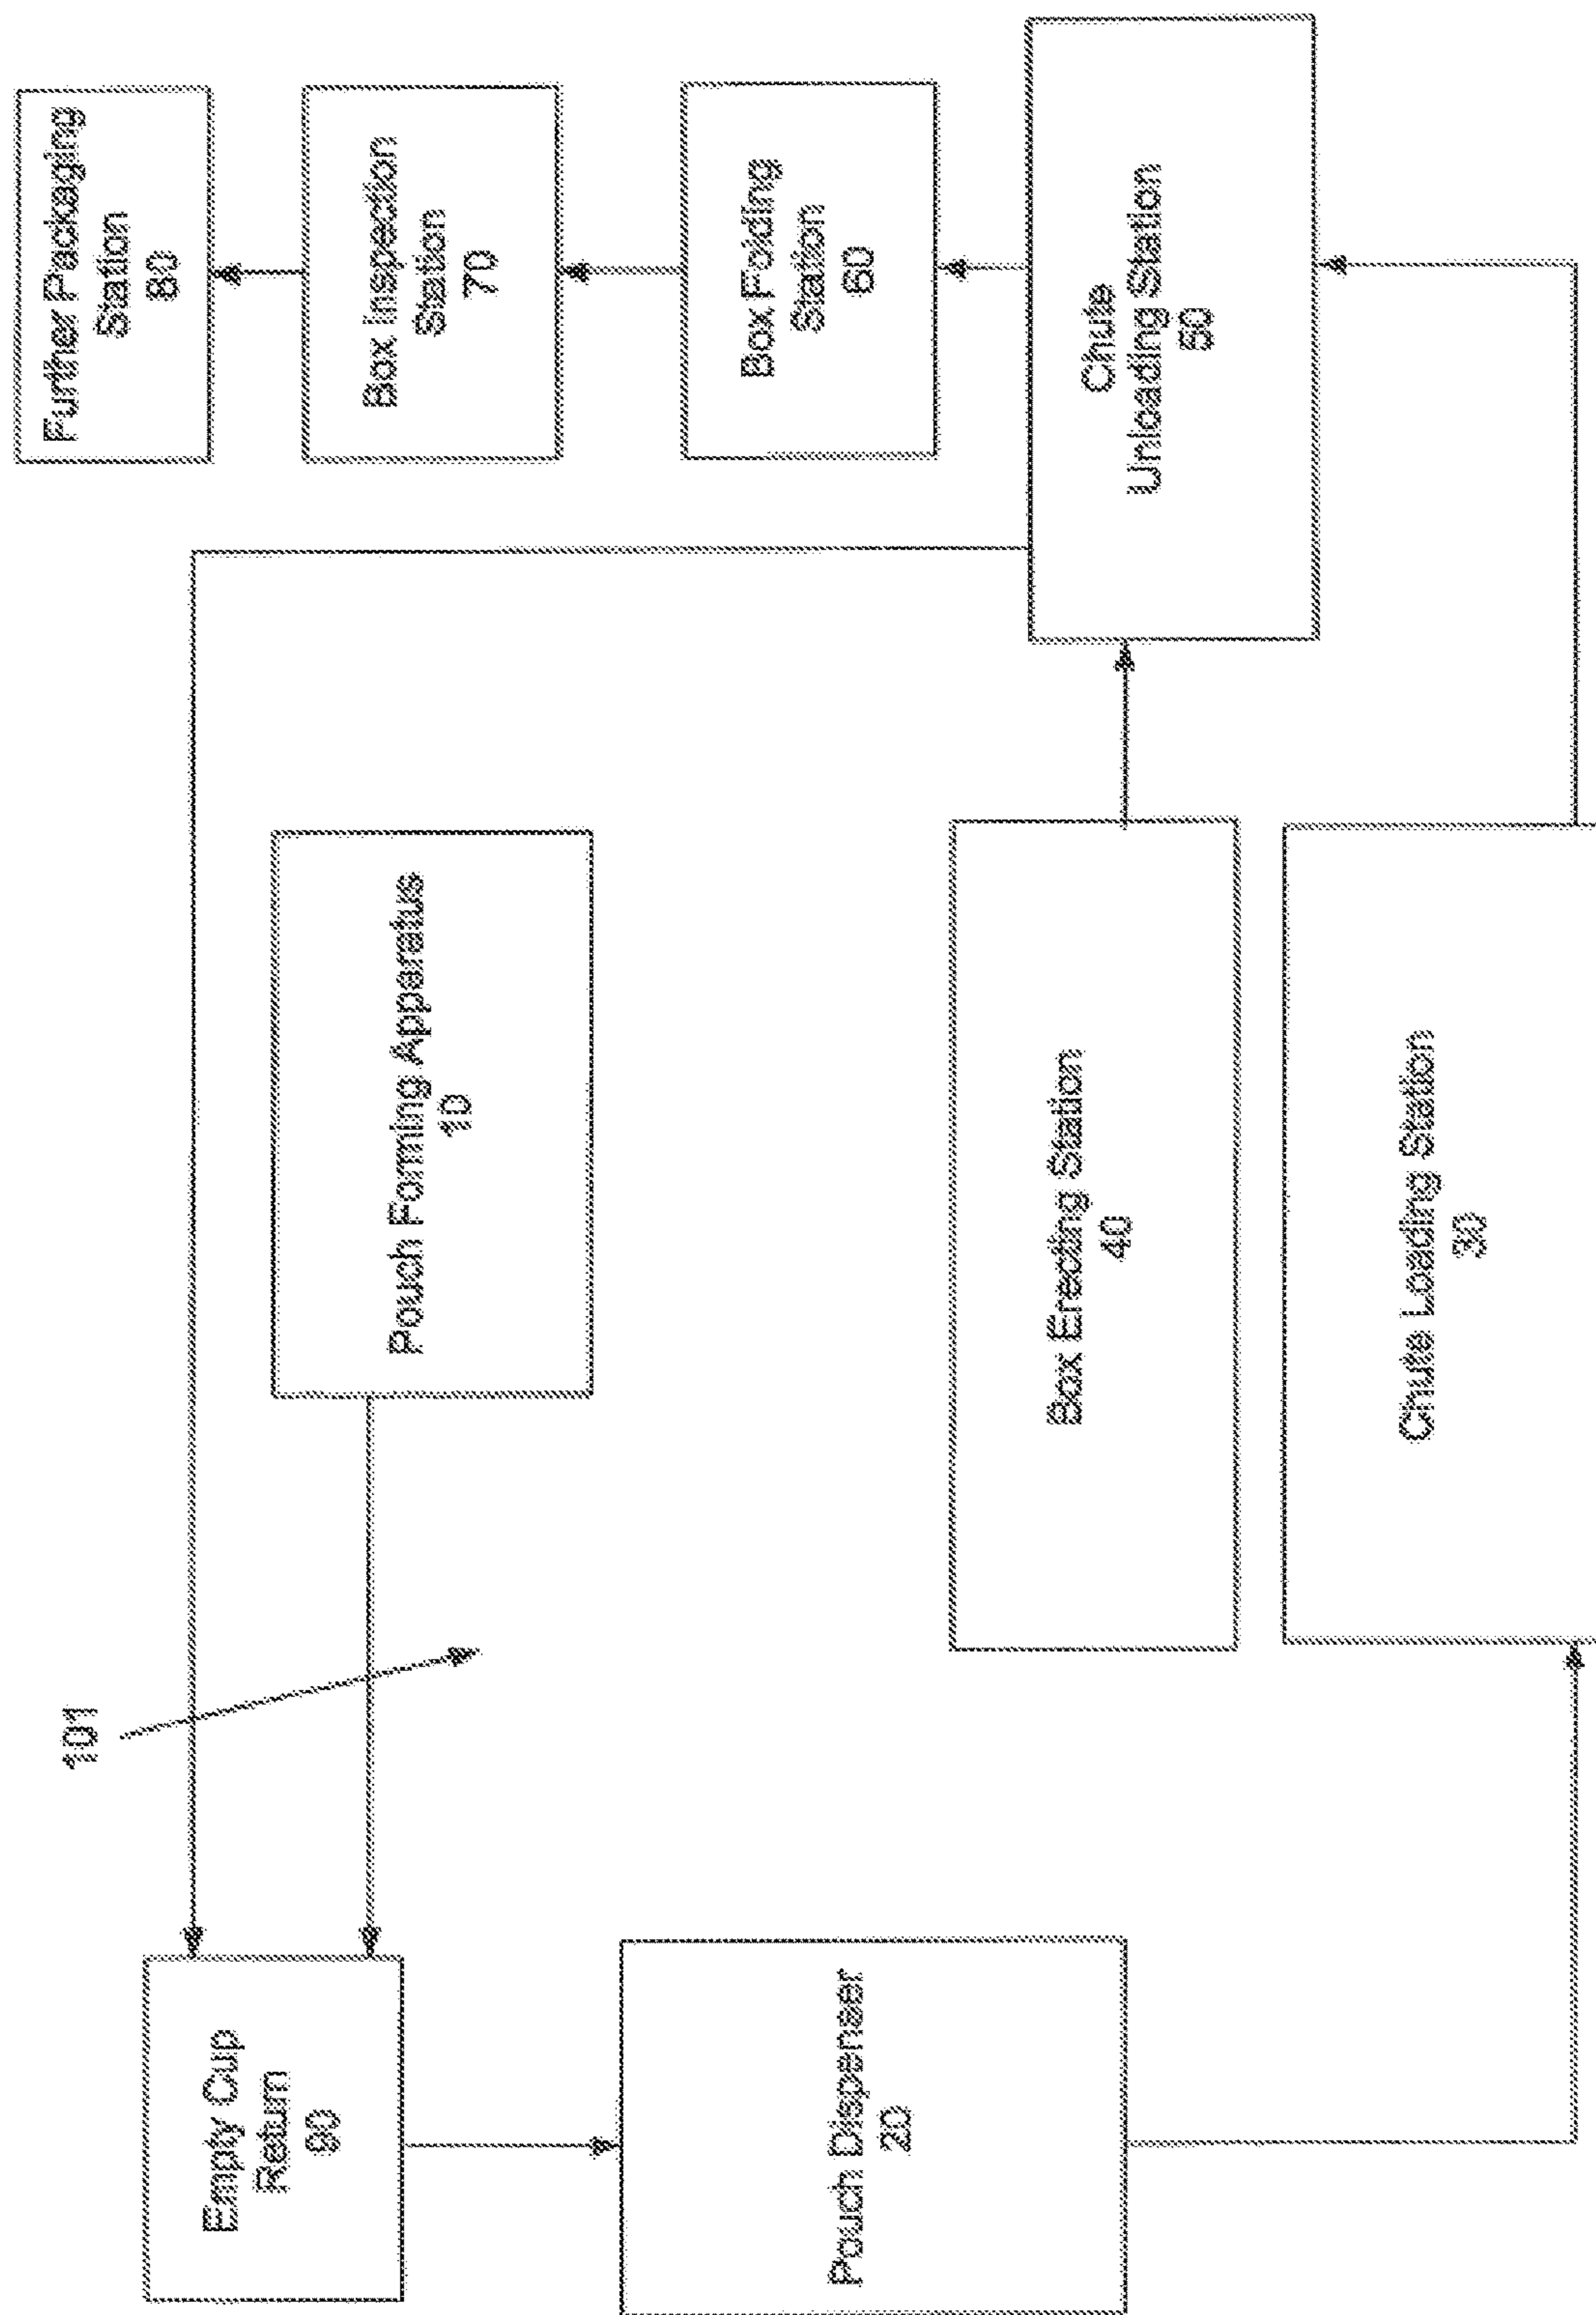 101
Empty Cup
Return
90
Pouch Forming Apparatus
10
Further Packaging
Station
80
Box Inspection
Station
70
Box Folding
Station
60
Pouch Dispenser
20
Box Erecting Station
40
Chute
Unloading Station
50
Chute Loading Station
30